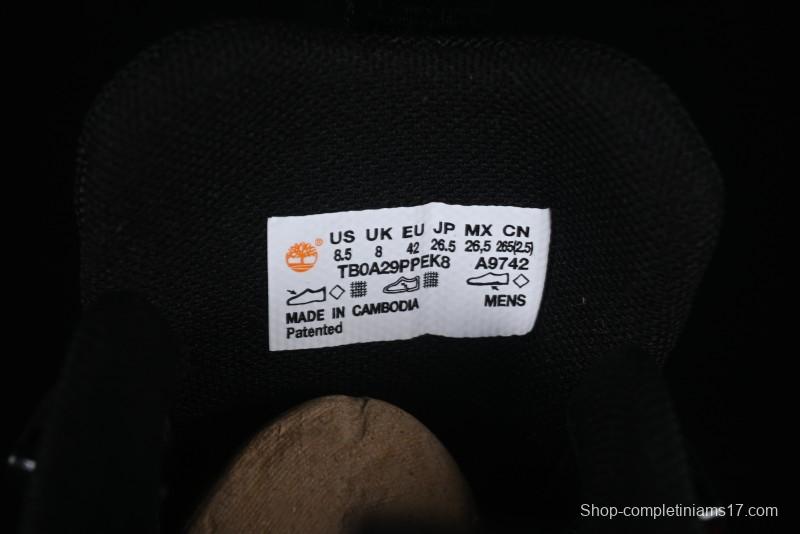 ®
US UK EU JP MX CN
8.5 8 42 26.5 26,5 265(2.5)
TB0A29PPEK8 A9742
MADE IN CAMBODIA MENS
Patented
Shop-completiniams17.com